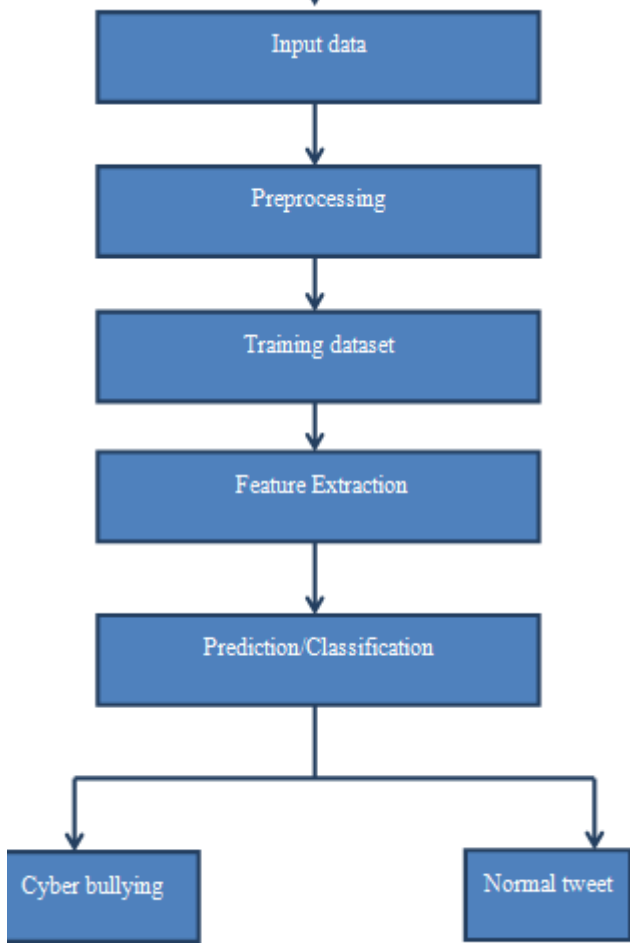 Input data
Preprocessing
Training dataset
Feature Extraction
Prediction/Classification
Cyber bullying
Normal tweet